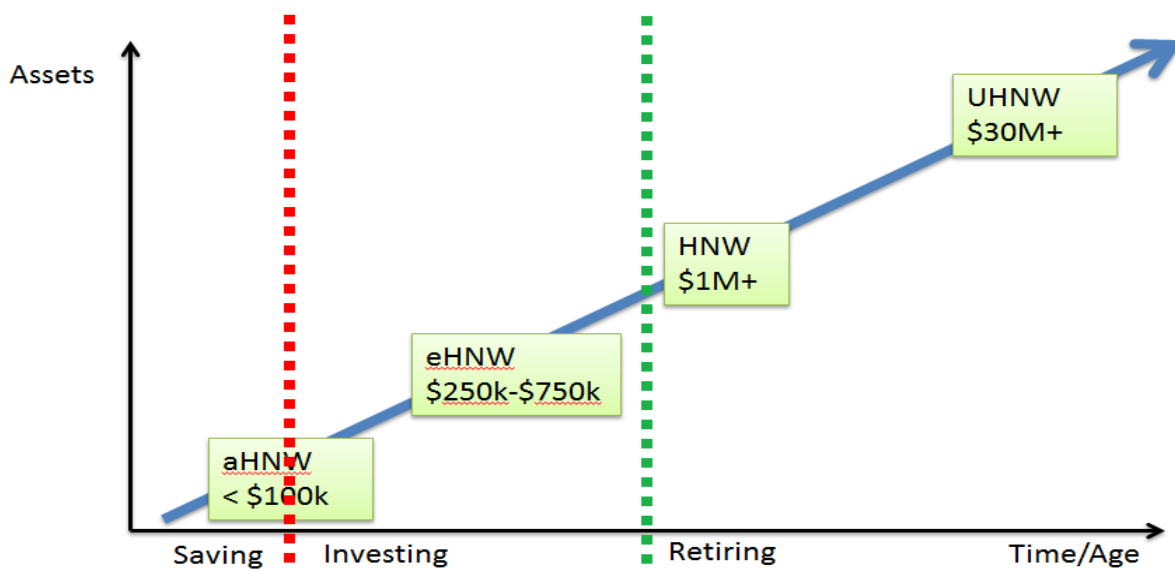 Assets
UHNW
$30M+
HNW
$1M+
eHNW
$250k-$750k
aHNW
< $100k
Saving
Investing
Retiring
Time/Age